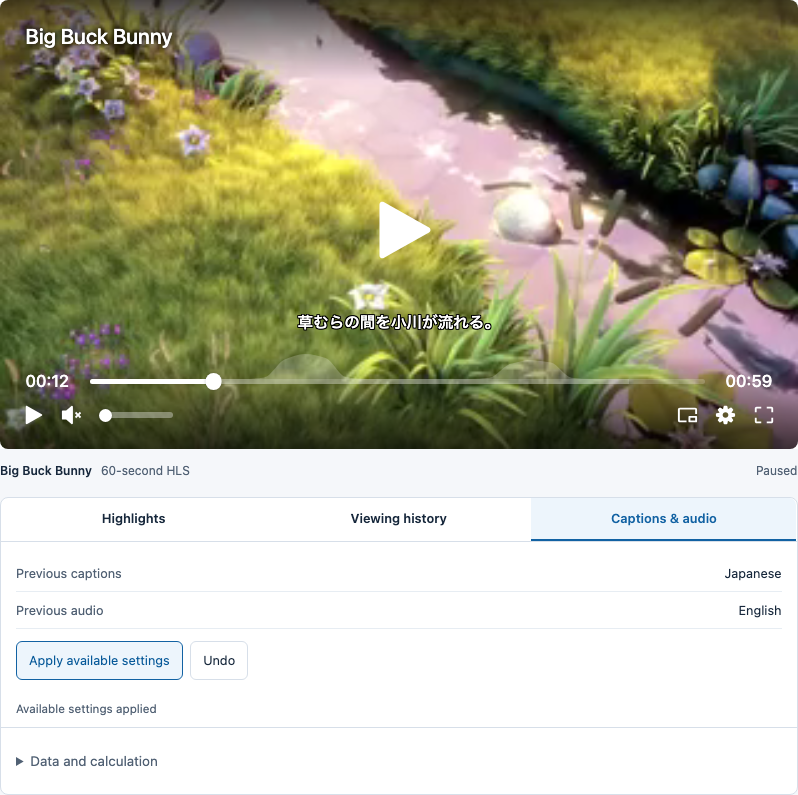 Big Buck Bunny
草むらの間を小川が流れる。
00:12
00:59
Big Buck Bunny 60-second HLS Paused
Highlights Viewing history Captions & audio
Previous captions Japanese
Previous audio English
Apply available settings Undo
Available settings applied
Data and calculation